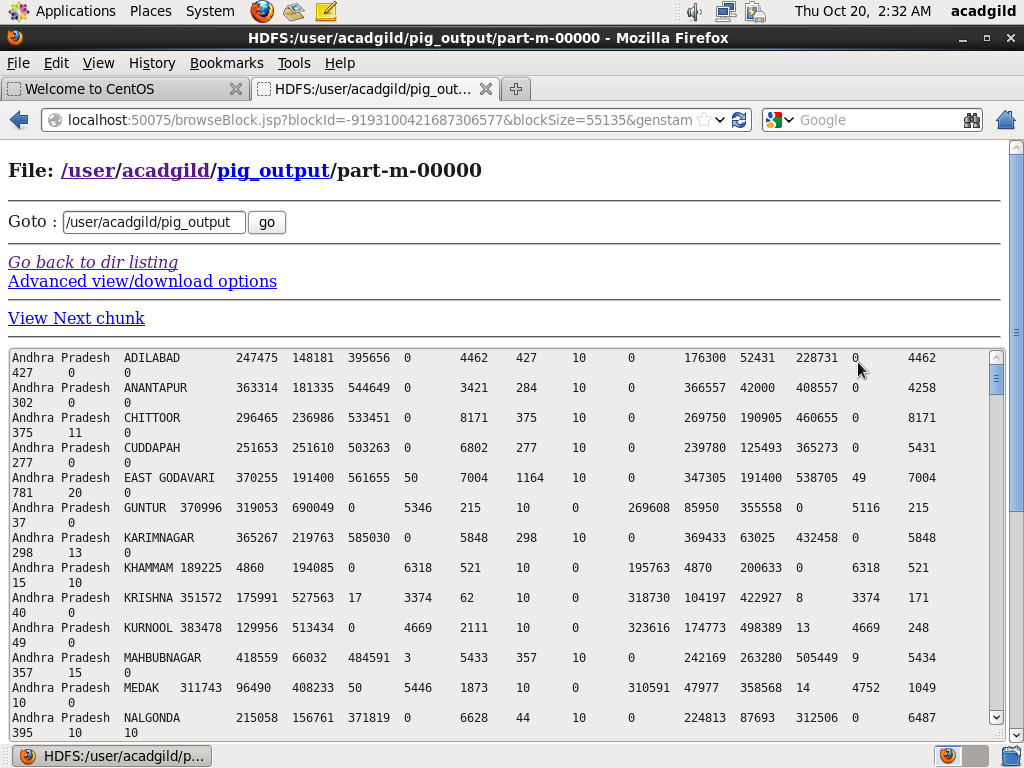 Applications Places System Thu Oct 20, 2:32 AM acadgild
HDFS:/user/acadgild/pig_output/part-m-00000 - Mozilla Firefox
File Edit View History Bookmarks Tools Help
Welcome to CentOS HDFS:/user/acadgild/pig_out...
localhost:50075/browseBlock.jsp?blockId=-9193100421687306577&blockSize=55135&genstam Google
File: /user/acadgild/pig_output/part-m-00000
Goto : /user/acadgild/pig_output go
Go back to dir listing
Advanced view/download options
View Next chunk
Andhra Pradesh ADILABAD 247475 148181 395656 0 4462 427 10 0 176300 52431 228731 0 4462
427 0 0
Andhra Pradesh ANANTAPUR 363314 181335 544649 0 3421 284 10 0 366557 42000 408557 0 4258
302 0 0
Andhra Pradesh CHITTOOR 296465 236986 533451 0 8171 375 10 0 269750 190905 460655 0 8171
375 11 0
Andhra Pradesh CUDDAPAH 251653 251610 503263 0 6802 277 10 0 239780 125493 365273 0 5431
277 0 0
Andhra Pradesh EAST GODAVARI 370255 191400 561655 50 7004 1164 10 0 347305 191400 538705 49 7004
781 20 0
Andhra Pradesh GUNTUR 370996 319053 690049 0 5346 215 10 0 269608 85950 355558 0 5116 215
37 0
Andhra Pradesh KARIMNAGAR 365267 219763 585030 0 5848 298 10 0 369433 63025 432458 0 5848
298 13 0
Andhra Pradesh KHAMMAM 189225 4860 194085 0 6318 521 10 0 195763 4870 200633 0 6318 521
15 10
Andhra Pradesh KRISHNA 351572 175991 527563 17 3374 62 10 0 318730 104197 422927 8 3374 171
40 0
Andhra Pradesh KURNOOL 383478 129956 513434 0 4669 2111 10 0 323616 174773 498389 13 4669 248
49 0
Andhra Pradesh MAHBUBNAGAR 418559 66032 484591 3 5433 357 10 0 242169 263280 505449 9 5434
357 15 0
Andhra Pradesh MEDAK 311743 96490 408233 50 5446 1873 10 0 310591 47977 358568 14 4752 1049
10 0
Andhra Pradesh NALGONDA 215058 156761 371819 0 6628 44 10 0 224813 87693 312506 0 6487
395 10 10
HDFS:/user/acadgild/p...